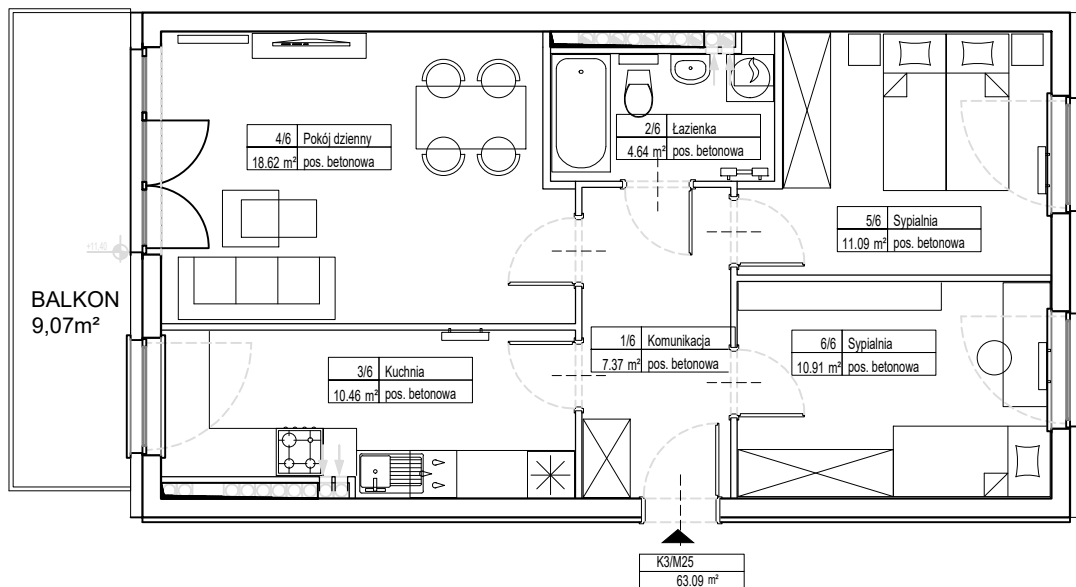 4/6 Pokój dzienny
18.62 m² pos. betonowa
2/6 Łazienka
4.64 m² pos. betonowa
5/6 Sypialnia
11.09 m² pos. betonowa
+11.40
BALKON
9,07m²
1/6 Komunikacja
7.37 m² pos. betonowa
6/6 Sypialnia
10.91 m² pos. betonowa
3/6 Kuchnia
10.46 m² pos. betonowa
K3/M25
63.09 m²